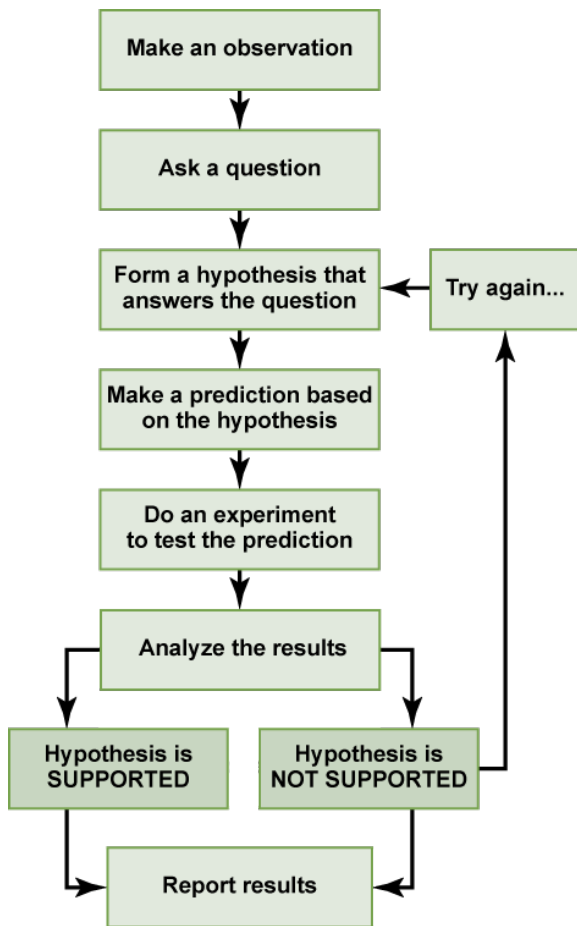 Make an observation
Ask a question
Form a hypothesis that
answers the question
Try again...
Make a prediction based
on the hypothesis
Do an experiment
to test the prediction
Analyze the results
Hypothesis is
SUPPORTED
Hypothesis is
NOT SUPPORTED
Report results